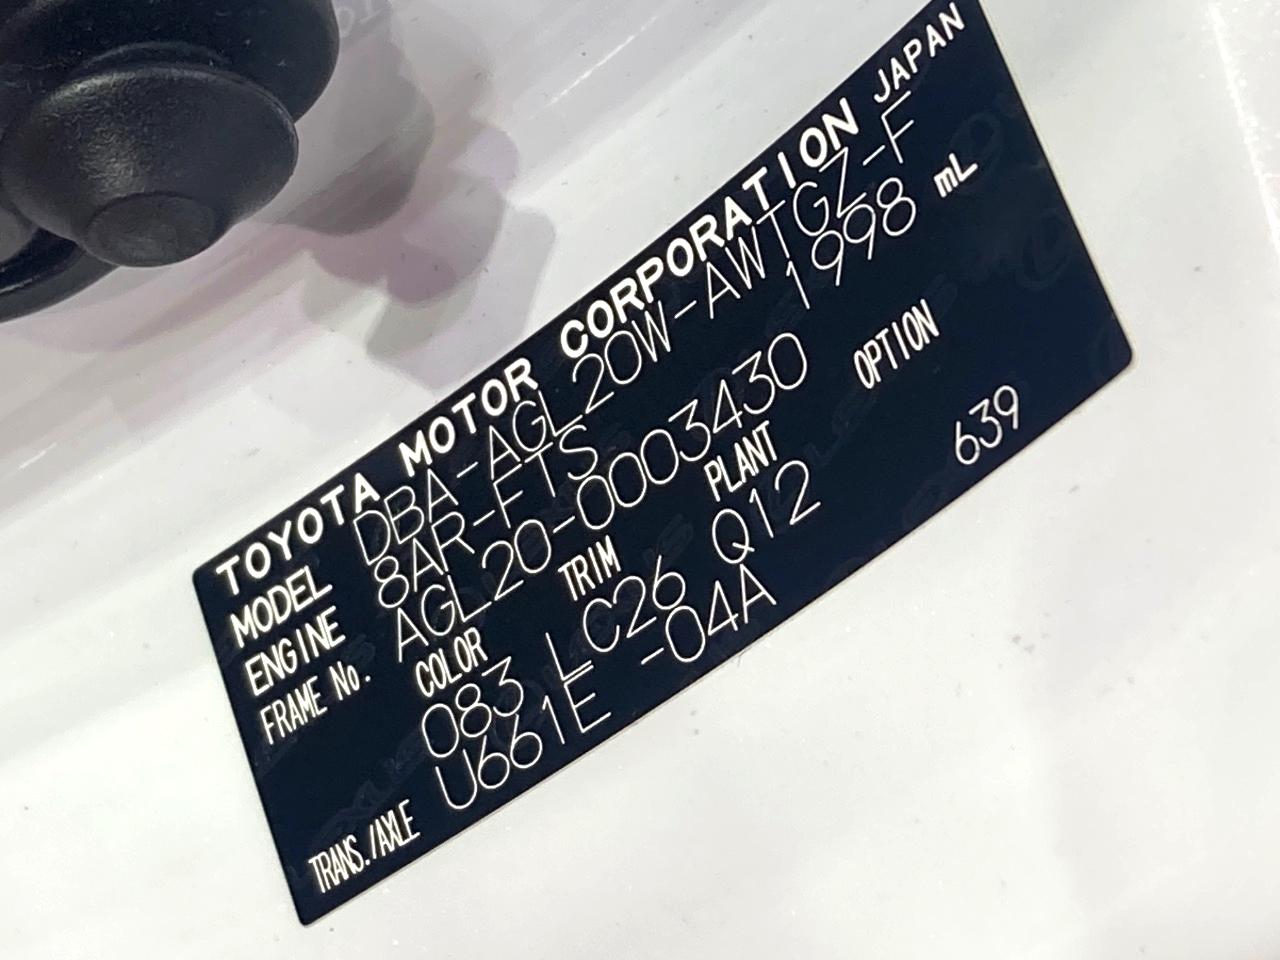 TOYOTA MOTOR CORPORATION JAPAN
MODEL DBA-AGL20W-AWTGZ-F
ENGINE 8AR-FTS 1998 mL
FRAME No. AGL20-0003430
COLOR TRIM PLANT OPTION
083 LC26 Q12 639
TRANS./AXLE U661E -04A